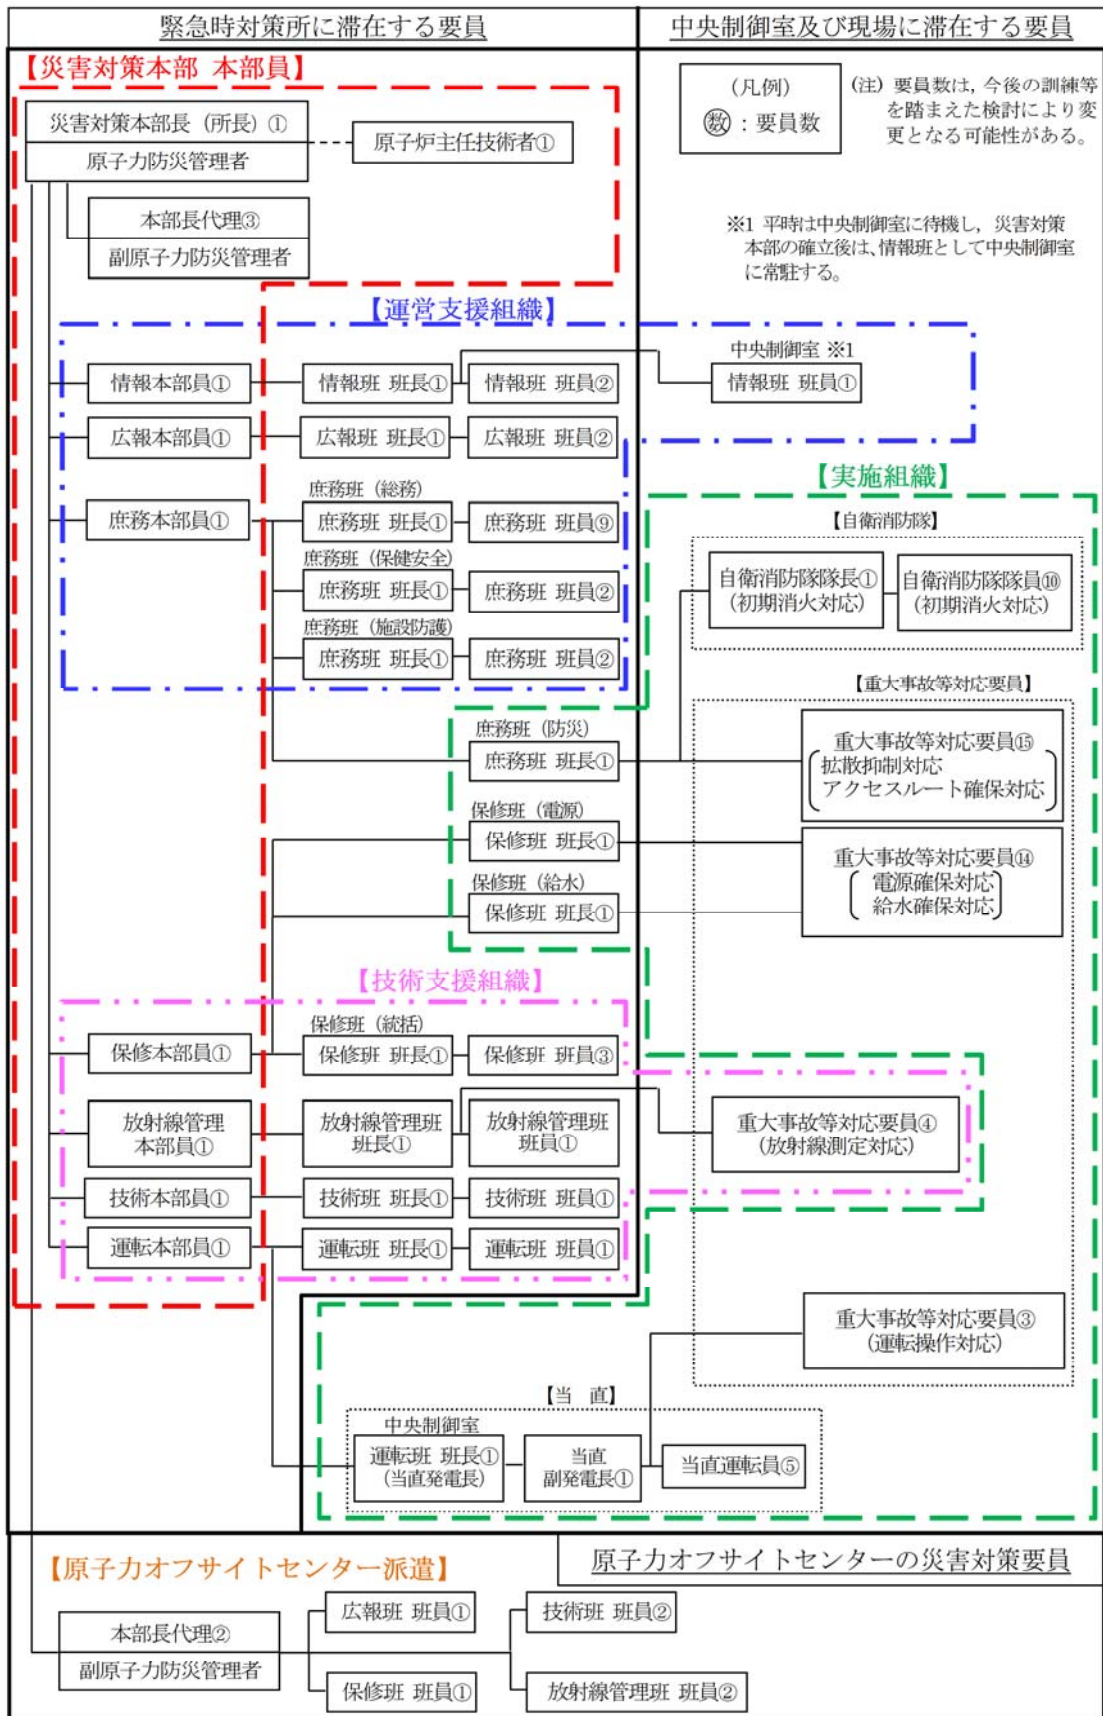 緊急時対策所に滞在する要員
中央制御室及び現場に滞在する要員
【災害対策本部 本部員】
災害対策本部長（所長）①
原子力防災管理者
原子炉主任技術者①
本部長代理③
副原子力防災管理者
（凡例）
数：要員数
(注) 要員数は，今後の訓練等
を踏まえた検討により変
更となる可能性がある。
※1 平時は中央制御室に待機し，災害対策
本部の確立後は、情報班として中央制御室
に常駐する。
【運営支援組織】
情報本部員①
情報班 班長①
情報班 班員②
中央制御室 ※1
情報班 班員①
広報本部員①
広報班 班長①
広報班 班員②
庶務本部員①
庶務班（総務）
庶務班 班長①
庶務班 班員⑨
庶務班（保健安全）
庶務班 班長①
庶務班 班員②
庶務班（施設防護）
庶務班 班長①
庶務班 班員②
【実施組織】
【自衛消防隊】
自衛消防隊隊長①
(初期消火対応)
自衛消防隊隊員⑩
(初期消火対応)
【重大事故等対応要員】
庶務班（防災）
庶務班 班長①
重大事故等対応要員⑮
拡散抑制対応
アクセスルート確保対応
保修班（電源）
保修班 班長①
保修班（給水）
保修班 班長①
重大事故等対応要員⑭
電源確保対応
給水確保対応
【技術支援組織】
保修本部員①
保修班（統括）
保修班 班長①
保修班 班員③
放射線管理
本部員①
放射線管理班
班長①
放射線管理班
班員①
重大事故等対応要員④
(放射線測定対応)
技術本部員①
技術班 班長①
技術班 班員①
運転本部員①
運転班 班長①
運転班 班員①
重大事故等対応要員③
(運転操作対応)
【当 直】
中央制御室
運転班 班長①
(当直発電長)
当直
副発電長①
当直運転員⑤
【原子力オフサイトセンター派遣】
原子力オフサイトセンターの災害対策要員
本部長代理②
副原子力防災管理者
広報班 班員①
技術班 班員②
保修班 班員①
放射線管理班 班員②